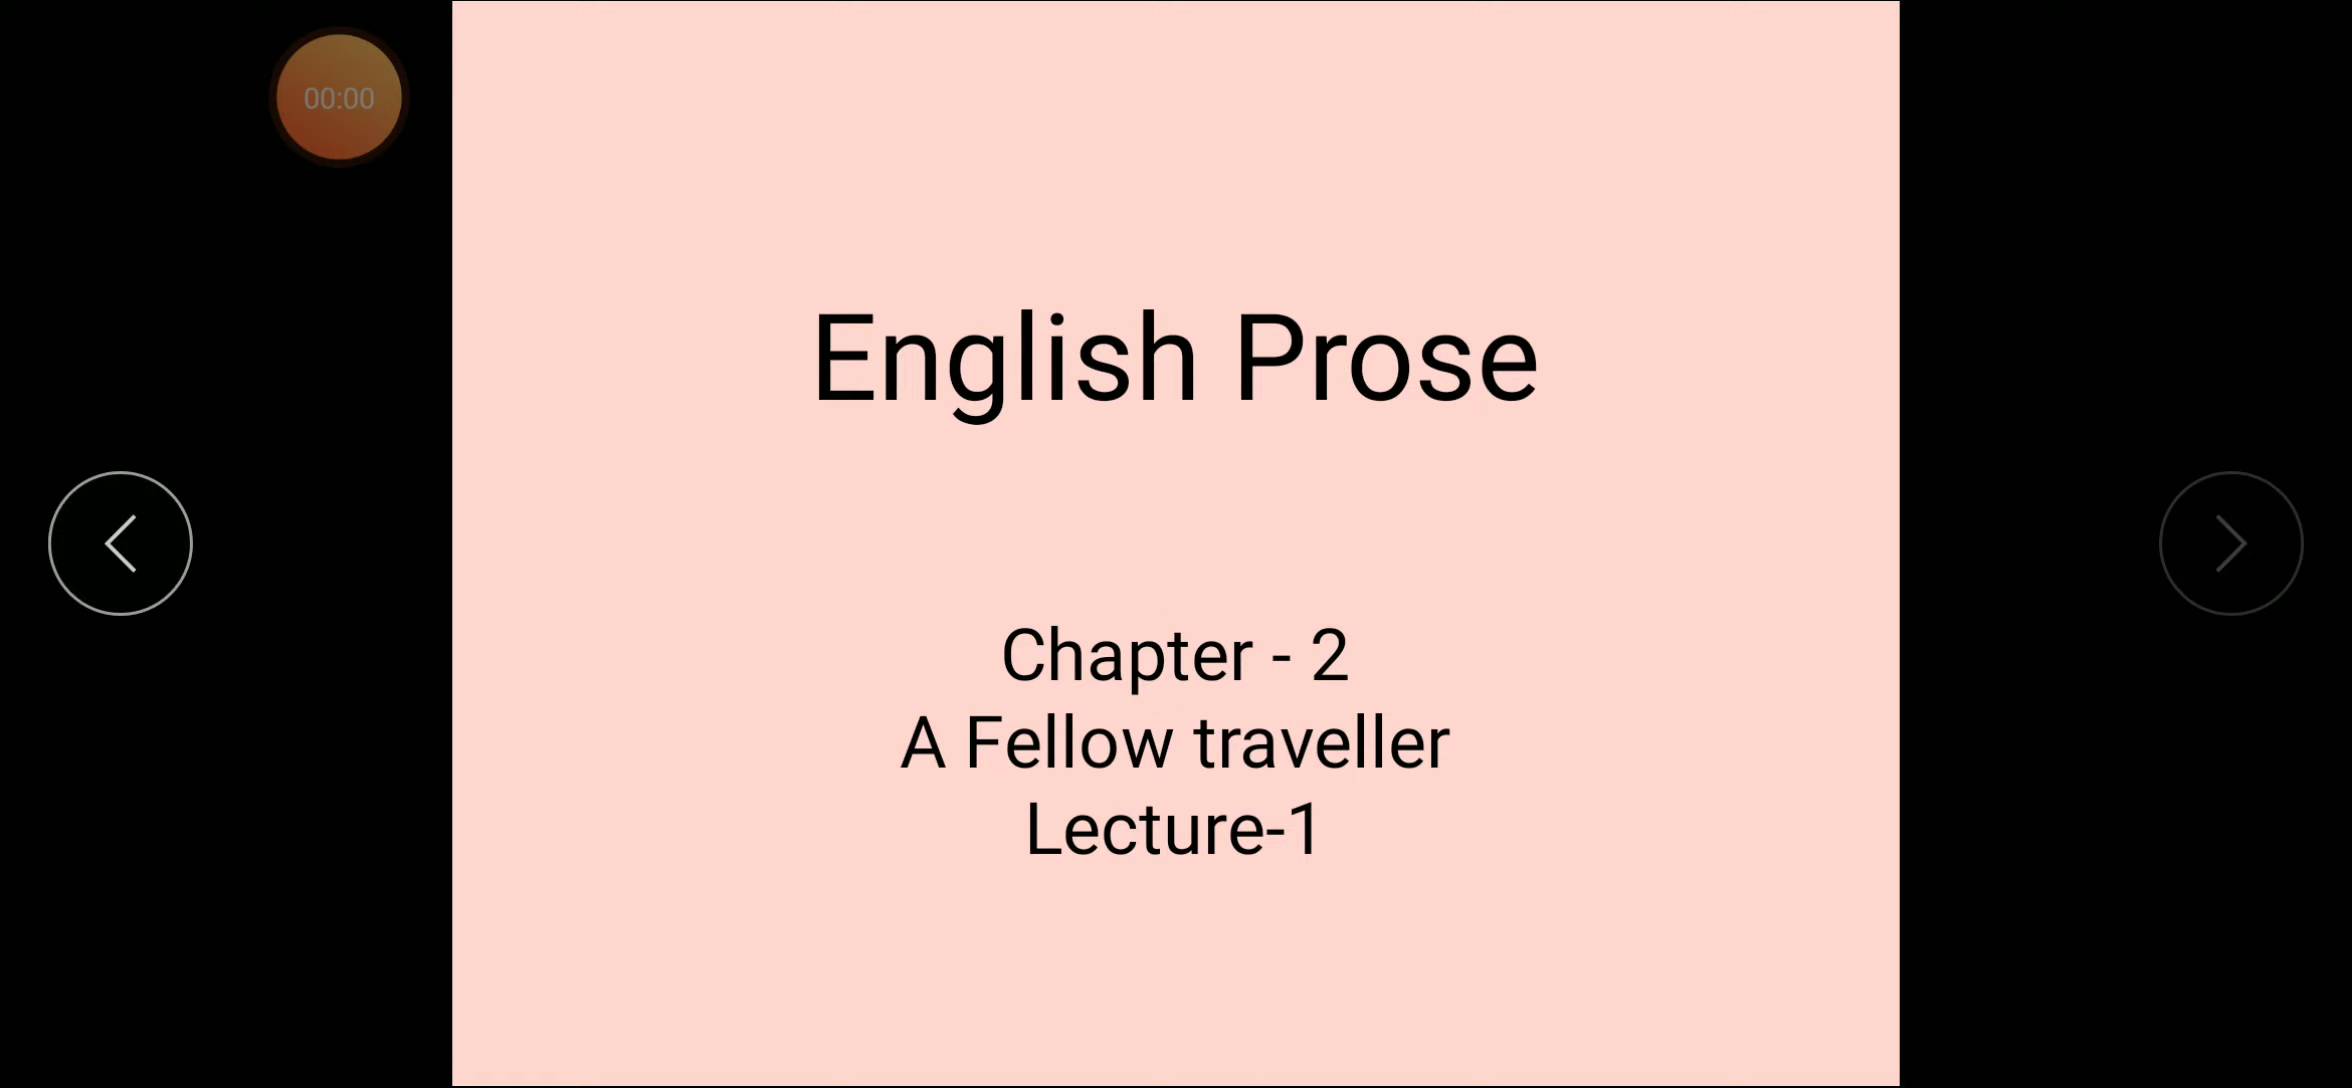 00:00
English Prose
Chapter - 2
A Fellow traveller
Lecture-1